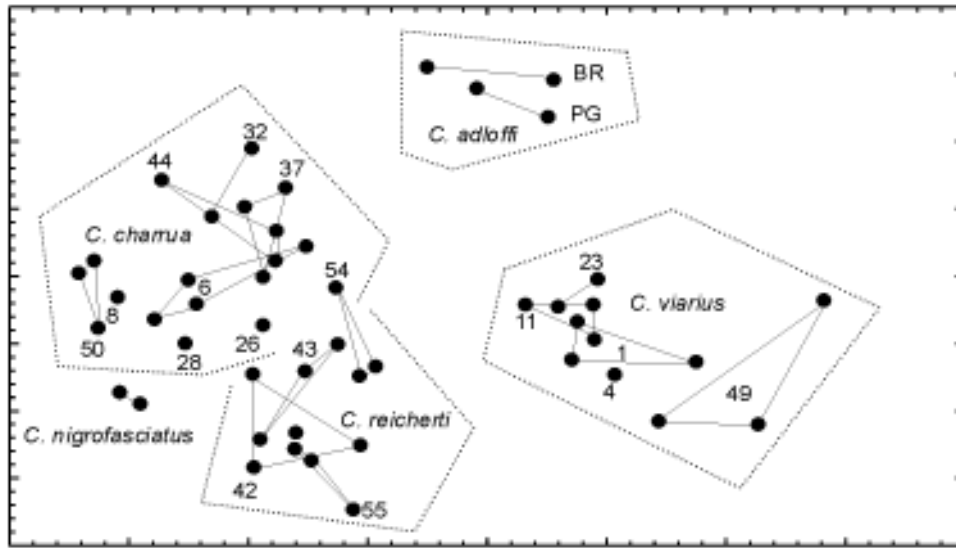 BR
PG
C. adloffi
32
44
37
C. charrua
54
23
6
C. viarius
8
11
50
28
26
43
1
4
49
C. reicherti
C. nigrofasciatus
42
55